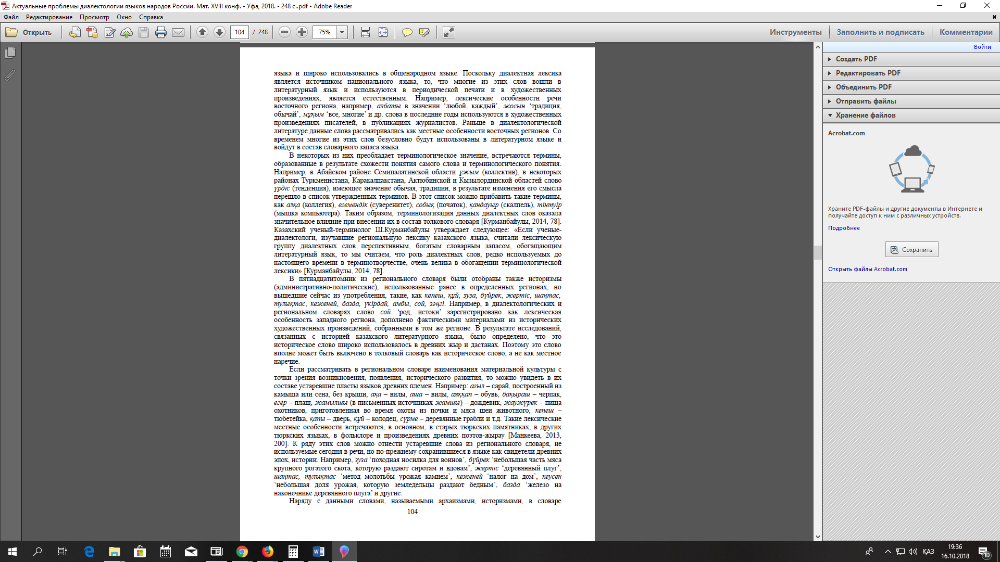 Актуальные проблемы диалектологии языков народов России. Мат. XVIII конф. - Уфа, 2018. - 248 с..pdf - Adobe Reader
Файл Редактирование Просмотр Окно Справка
Открыть 104 / 248 75% Инструменты Заполнить и подписать Комментарии
языка и широко использовались в общенародном языке. Поскольку диалектная лексика
является источником национального языка, то, что многие из этих слов вошли в
литературный язык и используются в периодической печати и в художественных
произведениях, является естественным. Например, лексические особенности речи
восточного региона, например, албаты в значении ‘любой, каждый’, жосын ‘традиция,
обычай’, мұқым ‘все, многие’ и др. слова в последние годы используются в художественных
произведениях писателей, в публикациях журналистов. Раньше в диалектологической
литературе данные слова рассматривались как местные особенности восточных регионов. Со
временем многие из этих слов безусловно будут использованы в литературном языке и
войдут в состав словарного запаса языка.
В некоторых из них преобладает терминологическое значение, встречаются термины,
образованные в результате схожести понятия самого слова и терминологического понятия.
Например, в Абайском районе Семипалатинской области ұжым (коллектив), в некоторых
районах Туркменистана, Каракалпакстана, Актюбинской и Кызылординской областей слово
үрдіс (тенденция), имеющее значение обычая, традиции, в результате изменения его смысла
перешло в список утвержденных терминов. В этот список можно прибавить такие термины,
как алқа (коллегия), егемендік (суверенитет), собық (початок), қандауыр (скалпель), тінтуір
(мышка компьютера). Таким образом, терминологизация данных диалектных слов оказала
значительное влияние при внесении их в состав толкового словаря [Курманбайулы, 2014, 78].
Казахский ученый-терминолог Ш.Курманбайулы утверждает следующее: «Если ученые-
диалектологи, изучавшие региональную лексику казахского языка, считали лексическую
группу диалектных слов перспективным, богатым словарным запасом, обогащающим
литературный язык, то мы считаем, что роль диалектных слов, редко используемых до
настоящего времени в терминотворчестве, очень велика в обогащении терминологической
лексики» [Курманбайулы, 2014, 78].
В пятнадцатитомник из регионального словаря были отобраны также историзмы
(административно-политические), использованные ранее в определенных регионах, но
вышедшие сейчас из употребления, такие, как кепеш, құй, зуза, бүйрек, жертіс, шаңтас,
тулықтас, кеженей, базда, үкірдай, амбы, сой, зәңгі. Например, в диалектологических и
региональном словарях слово сой ‘род, истоки’ зарегистрировано как лексическая
особенность западного региона, дополнено фактическими материалами из исторических
художественных произведений, собранными в том же регионе. В результате исследований,
связанных с историей казахского литературного языка, было определено, что это
историческое слово широко использовалось в древних жыр и дастанах. Поэтому это слово
вполне может быть включено в толковый словарь как историческое слово, а не как местное
наречие.
Если рассматривать в региональном словаре наименования материальной культуры с
точки зрения возникновения, появления, исторического развития, то можно увидеть в их
составе устаревшие пласты языков древних племен. Например: ағыл – сарай, построенный из
камыша или сена, без крыши, ақа – вилы, аша – вилы, аяққап – обувь, бақыраш – черпак,
егер – плащ, жамылшы (в письменных источниках жамшы) – дождевик, жаужүрек – пища
охотников, приготовленная во время охоты из почки и мяса шеи животного, кепеш –
тюбетейка, қапы – дверь, құй – колодец, сүрме – деревянные грабли и т.д. Такие лексические
местные особенности встречаются, в основном, в старых тюркских памятниках, в других
тюркских языках, в фольклоре и произведениях древних поэтов-жырау [Манкеева, 2013,
200]. К ряду этих слов можно отнести устаревшие слова из регионального словаря, не
используемые сегодня в речи, но по-прежнему сохранившиеся в языке как свидетели древних
эпох, истории. Например, зуза ‘походная носилка для воинов’, бүйрек ‘небольшая часть мяса
крупного рогатого скота, которую раздают сиротам и вдовам’, жертіс ‘деревянный плуг’,
шаңтас, тулықтас ‘метод молотьбы урожая камнем’, кеженей ‘налог на дом’, кеусен
‘небольшая доля урожая, которую земледельцы раздают бедным’, базда ‘железо на
наконечнике деревянного плуга’ и другие.
Наряду с данными словами, называемыми архаизмами, историзмами, в словаре
104
Войти
Создать PDF
Редактировать PDF
Объединить PDF
Отправить файлы
Хранение файлов
Acrobat.com
Храните PDF-файлы и другие документы в Интернете и
получайте доступ к ним с различных устройств.
Подробнее
Сохранить
Открыть файлы Acrobat.com
ҚАЗ
19:36
16.10.2018
10